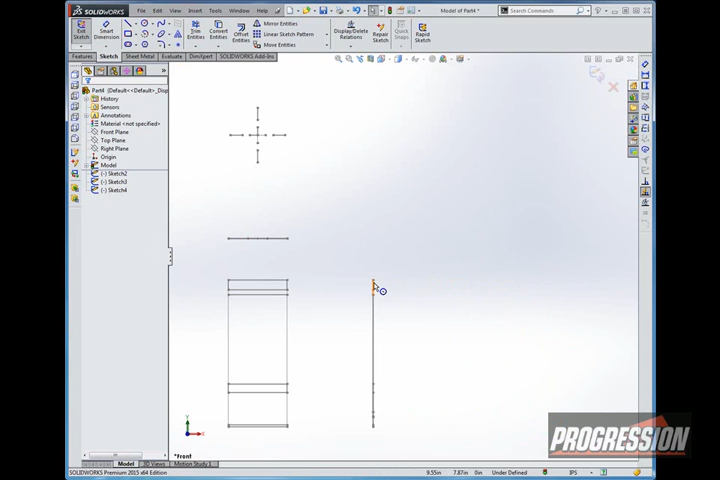 SOLIDWORKS
File Edit View Insert Tools Window Help
Model of Part4 *
Search Commands
Exit Sketch
Smart Dimension
Trim Entities
Convert Entities
Offset Entities
Mirror Entities
Linear Sketch Pattern
Move Entities
Display/Delete Relations
Repair Sketch
Quick Snaps
Rapid Sketch
Features Sketch Sheet Metal Evaluate DimXpert SOLIDWORKS Add-Ins
Part4 (Default<<Default>_Disp
History
Sensors
Annotations
Material <not specified>
Front Plane
Top Plane
Right Plane
Origin
Model
(-) Sketch2
(-) Sketch3
(-) Sketch4
Y
X
*Front
PROGRESSION
Model 3D Views Motion Study 1
SOLIDWORKS Premium 2015 x64 Edition
9.55in 7.87in 0in Under Defined
IPS